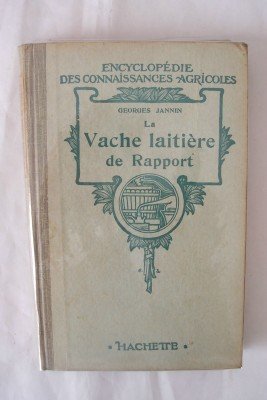 ENCYCLOPÉDIE
DES CONNAISSANCES AGRICOLES
GEORGES JANNIN
La
Vache laitière
de Rapport
HACHETTE